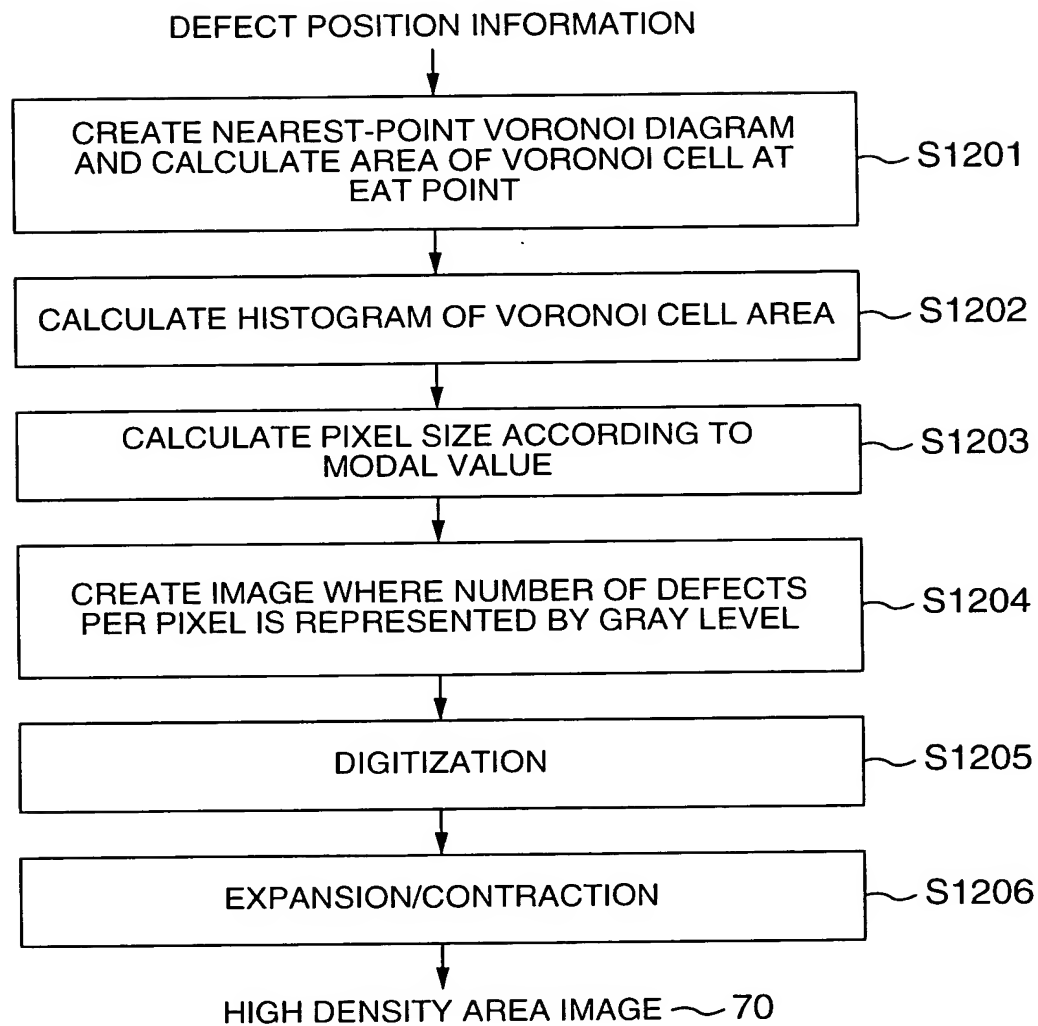 DEFECT POSITION INFORMATION
CREATE NEAREST-POINT VORONOI DIAGRAM
AND CALCULATE AREA OF VORONOI CELL AT
EAT POINT
S1201
CALCULATE HISTOGRAM OF VORONOI CELL AREA
S1202
CALCULATE PIXEL SIZE ACCORDING TO
MODAL VALUE
S1203
CREATE IMAGE WHERE NUMBER OF DEFECTS
PER PIXEL IS REPRESENTED BY GRAY LEVEL
S1204
DIGITIZATION
S1205
EXPANSION/CONTRACTION
S1206
HIGH DENSITY AREA IMAGE 70